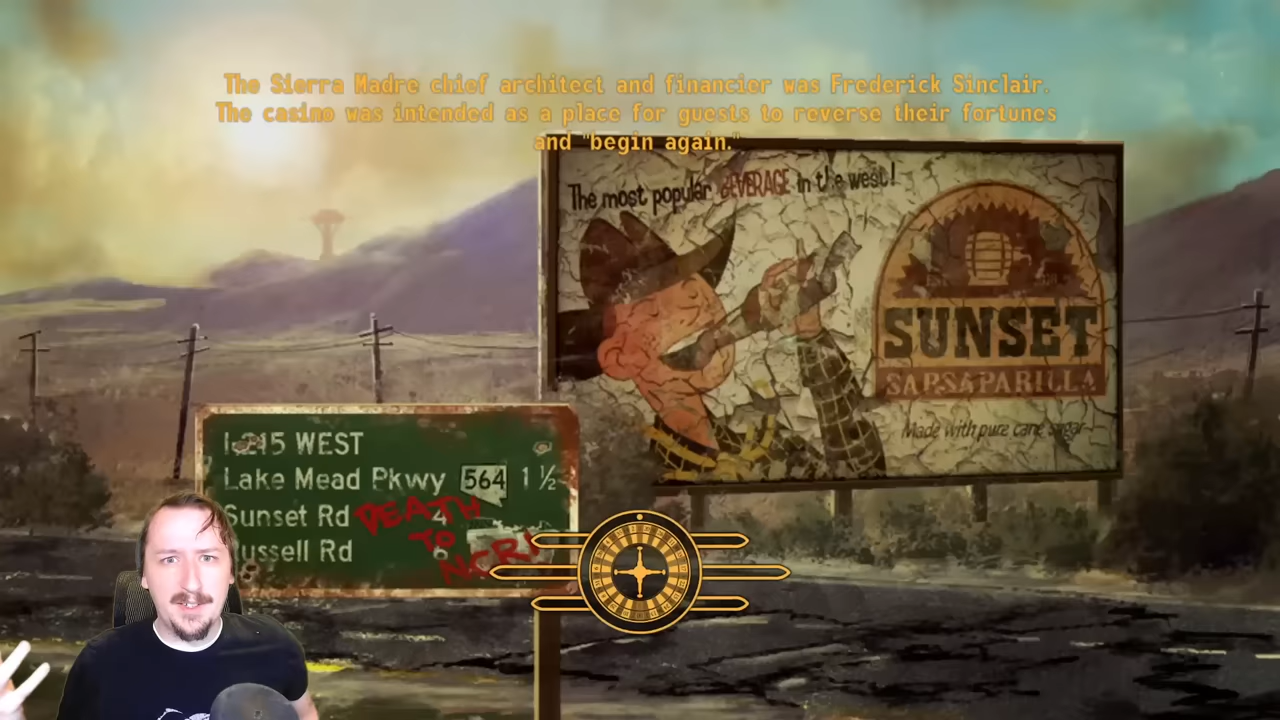 The Sierra Madre chief architect and financier was Frederick Sinclair.
The casino was intended as a place for guests to reverse their fortunes
and "begin again."
The most popular BEVERAGE in the west!
SUNSET
SARSAPARILLA
Made with pure cane sugar
I-215 WEST
Lake Mead Pkwy 564 1 ½
Sunset Rd 4
Russell Rd 6
DEATH
TO
NCR!